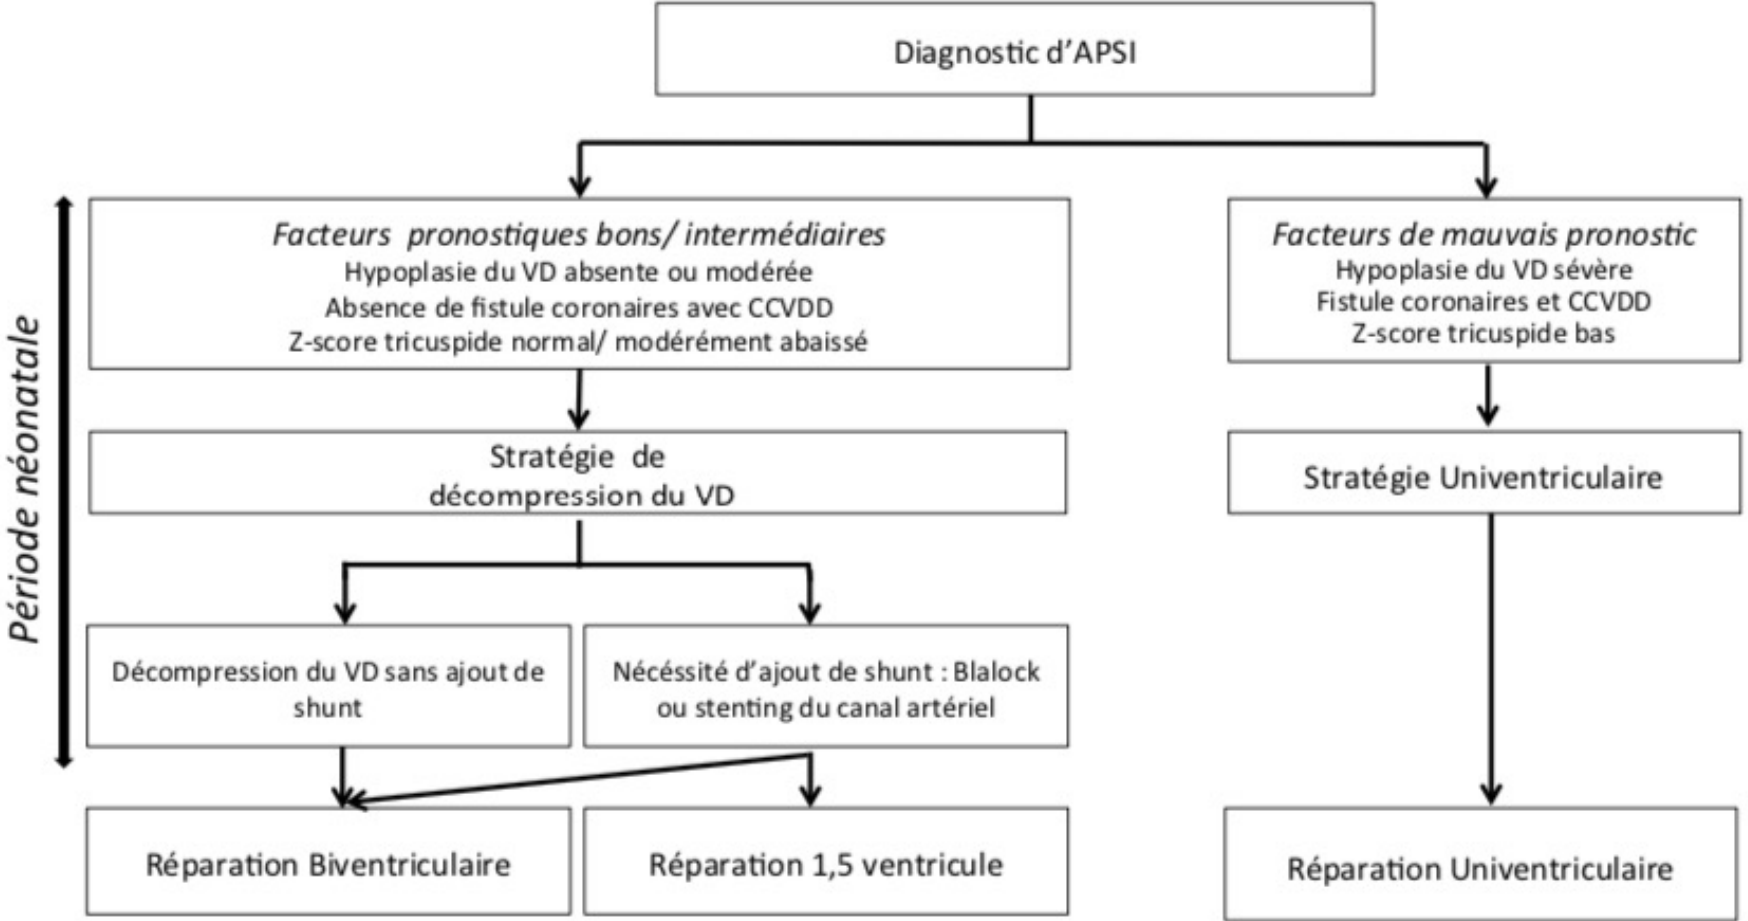 Diagnostic d’APSI
Période néonatale
Facteurs pronostiques bons/ intermédiaires
Hypoplasie du VD absente ou modérée
Absence de fistule coronaires avec CCVDD
Z-score tricuspide normal/ modérément abaissé
Facteurs de mauvais pronostic
Hypoplasie du VD sévère
Fistule coronaires et CCVDD
Z-score tricuspide bas
Stratégie de
décompression du VD
Stratégie Univentriculaire
Décompression du VD sans ajout de
shunt
Nécéssité d’ajout de shunt : Blalock
ou stenting du canal artériel
Réparation Biventriculaire
Réparation 1,5 ventricule
Réparation Univentriculaire